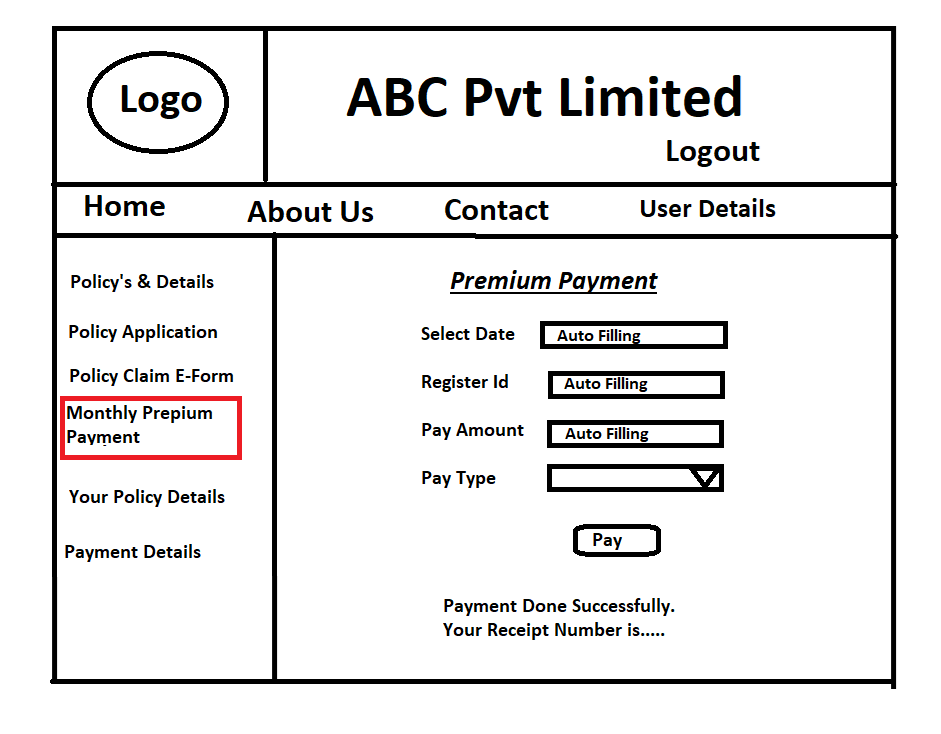 Logo
ABC Pvt Limited
Logout
Home
About Us
Contact
User Details
Policy's & Details
Policy Application
Policy Claim E-Form
Monthly Prepium
Payment
Your Policy Details
Payment Details
Premium Payment
Select Date
Auto Filling
Register Id
Auto Filling
Pay Amount
Auto Filling
Pay Type
Pay
Payment Done Successfully.
Your Receipt Number is.....